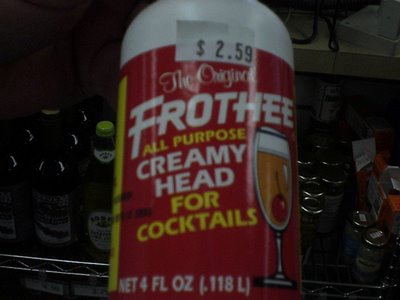 $ 2.59
The Original
FROTHEE
ALL PURPOSE
CREAMY
HEAD
FOR
COCKTAILS
NET 4 FL OZ (.118 L)